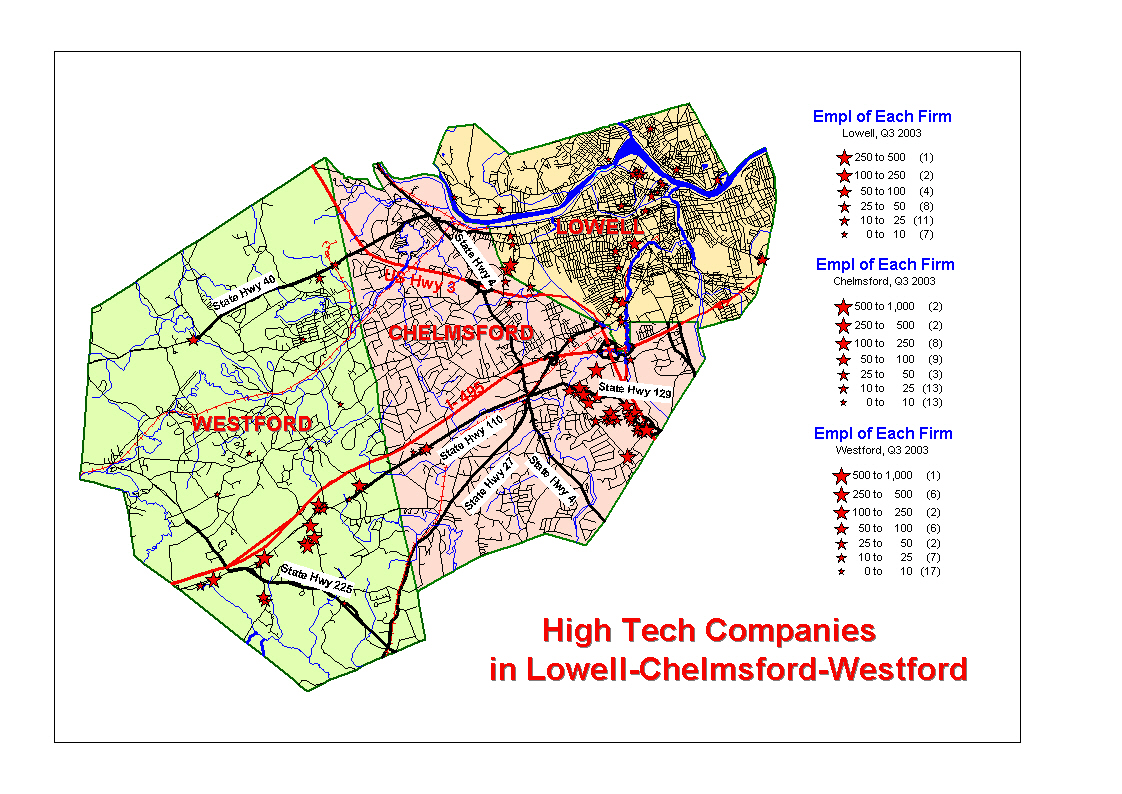 Empl of Each Firm
Lowell, Q3 2003
250 to 500 (1)
100 to 250 (2)
50 to 100 (4)
25 to 50 (8)
10 to 25 (11)
0 to 10 (7)
Empl of Each Firm
Chelmsford, Q3 2003
500 to 1,000 (2)
250 to 500 (2)
100 to 250 (8)
50 to 100 (9)
25 to 50 (3)
10 to 25 (13)
0 to 10 (13)
Empl of Each Firm
Westford, Q3 2003
500 to 1,000 (1)
250 to 500 (6)
100 to 250 (2)
50 to 100 (6)
25 to 50 (2)
10 to 25 (7)
0 to 10 (17)
LOWELL
State Hwy 4
US Hwy 3
State Hwy 40
CHELMSFORD
I-495
State Hwy 129
WESTFORD
State Hwy 110
State Hwy 27
State Hwy 4
State Hwy 225
High Tech Companies
in Lowell-Chelmsford-Westford